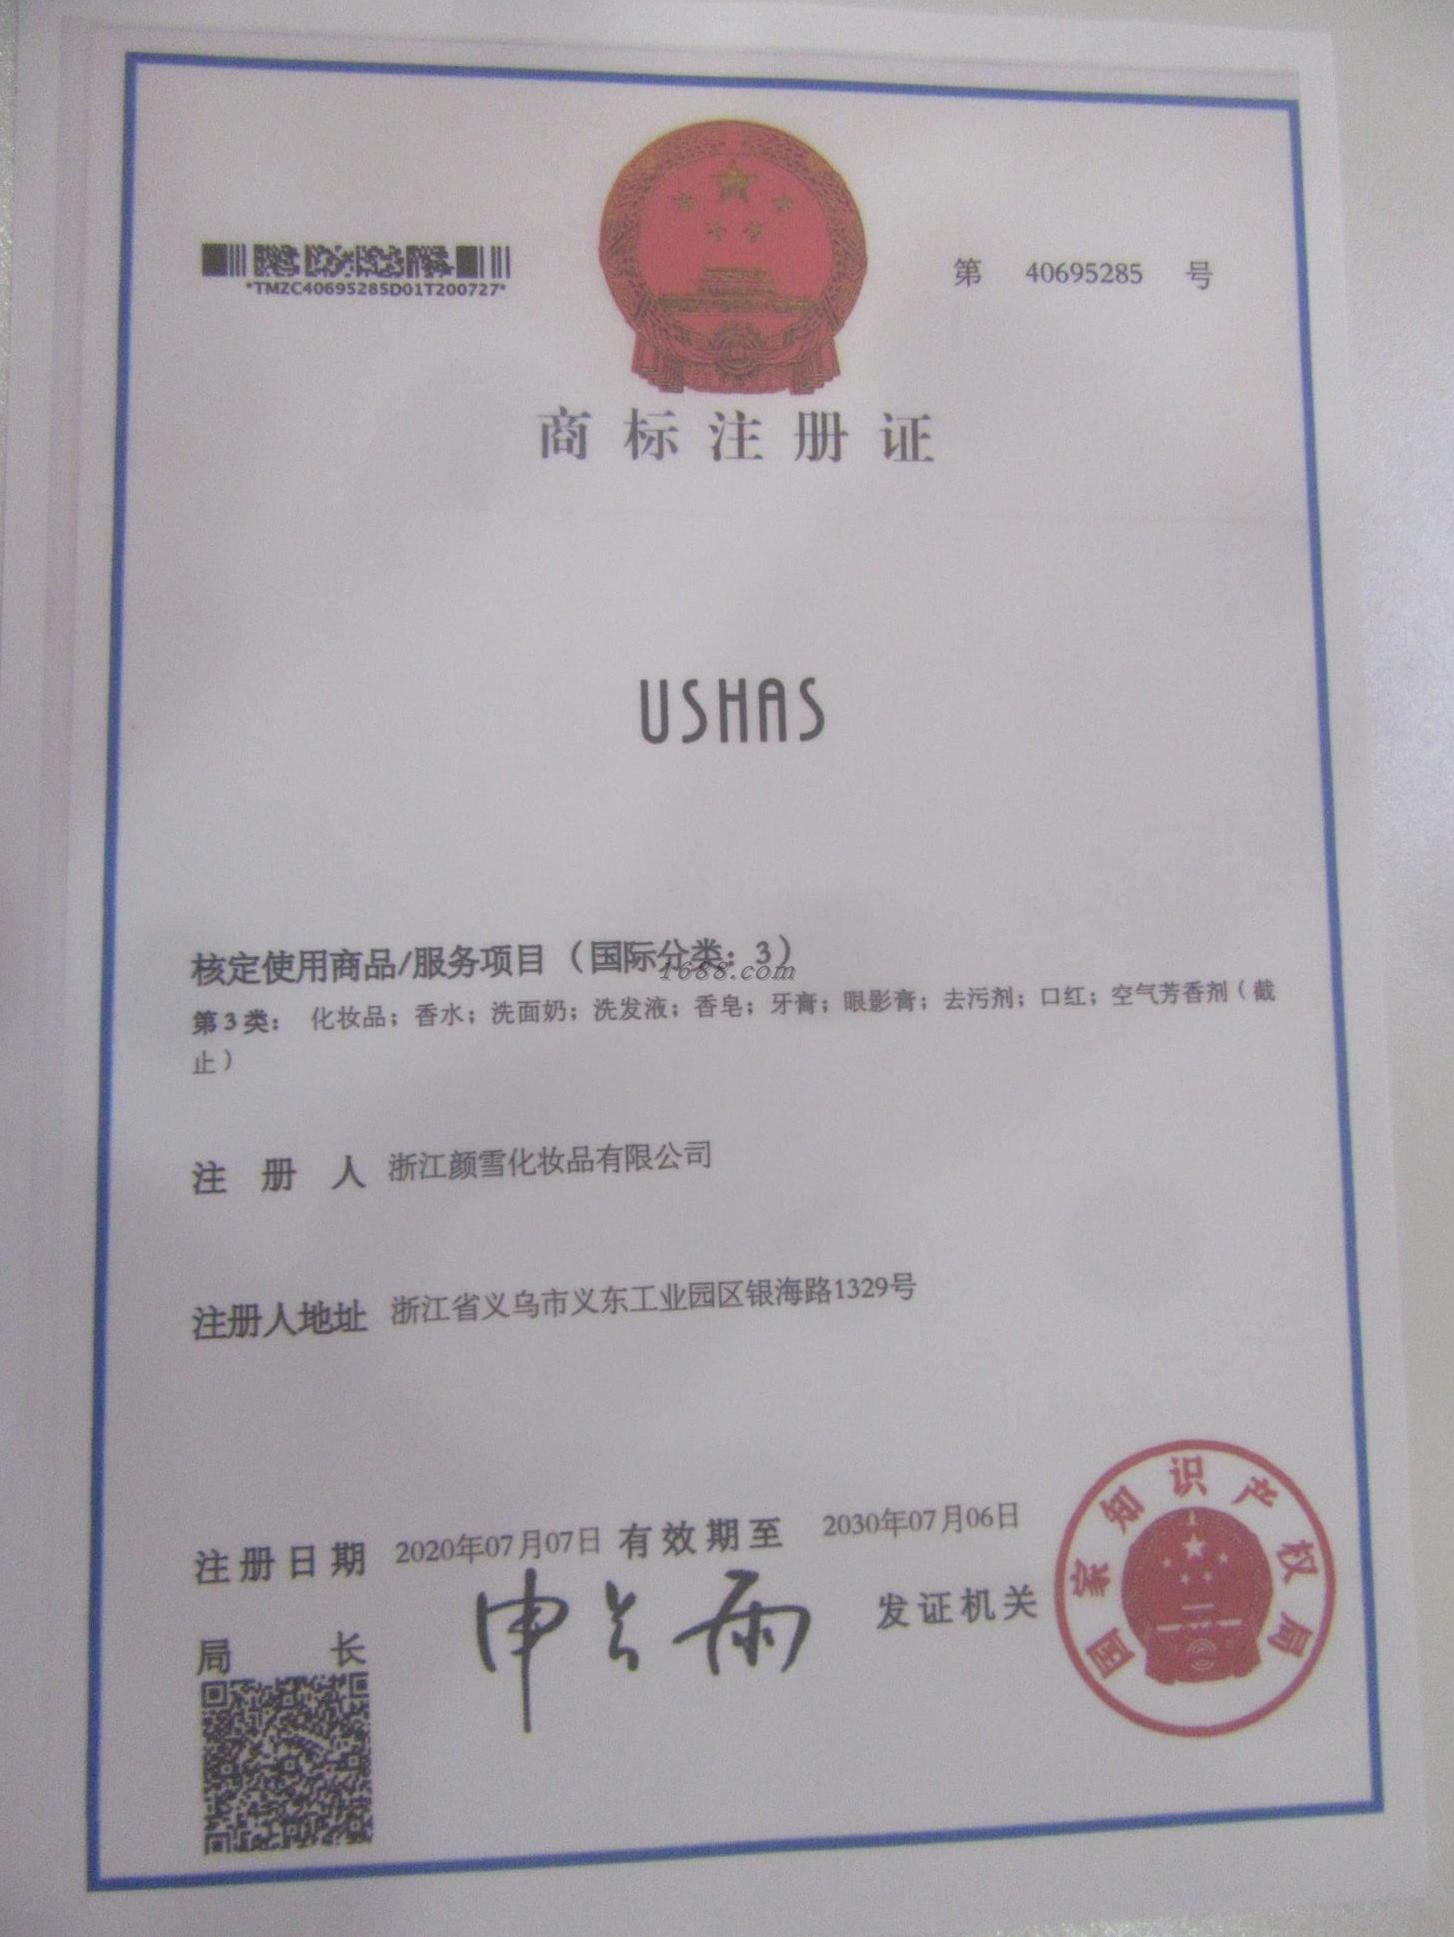 *TMZC40695285D01T200727*
第 40695285 号
商标注册证
USHAS
核定使用商品/服务项目（国际分类：3）
1688.com
第3类： 化妆品；香水；洗面奶；洗发液；香皂；牙膏；眼影膏；去污剂；口红；空气芳香剂（截
止）
注册人 浙江颜雪化妆品有限公司
注册人地址 浙江省义乌市义东工业园区银海路1329号
注册日期 2020年07月07日 有效期至 2030年07月06日
局长 申长雨 发证机关
国家知识产权局